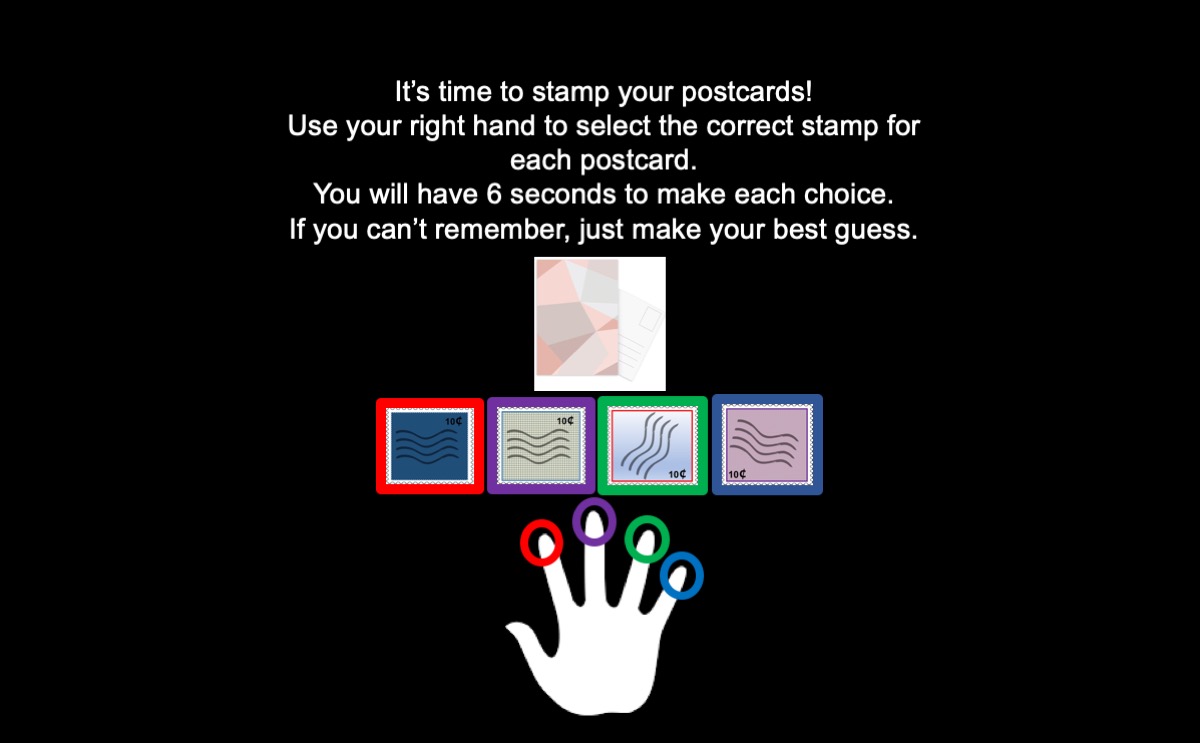 It’s time to stamp your postcards!
Use your right hand to select the correct stamp for
each postcard.
You will have 6 seconds to make each choice.
If you can’t remember, just make your best guess.
10¢
10¢
10¢
10¢